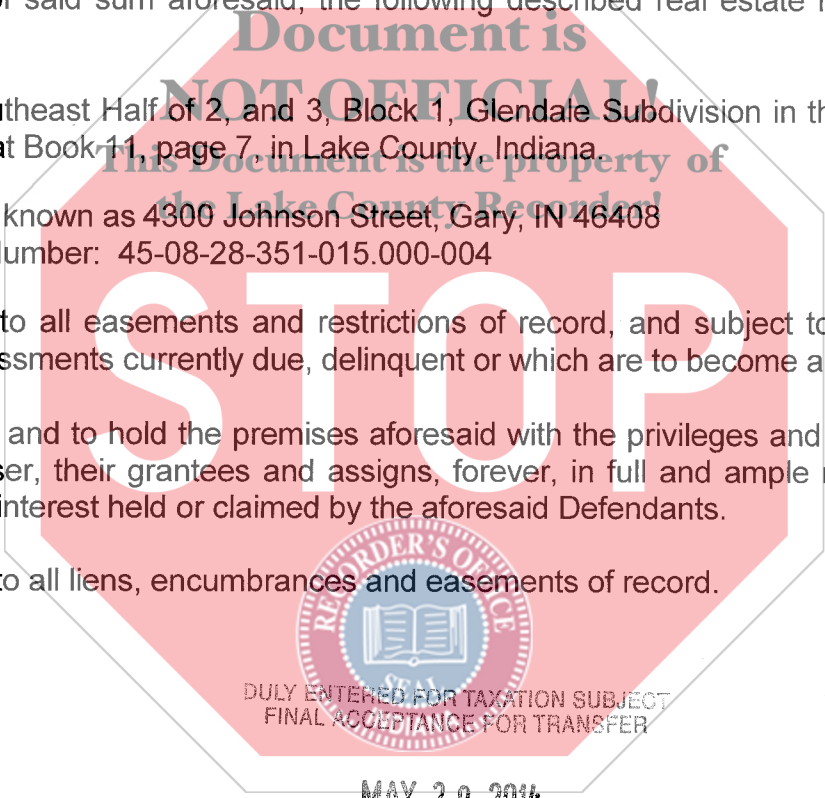 said sum aforesaid, the following described real estate
Document is
NOT OFFICIAL!
theast Half of 2, and 3, Block 1, Glendale Subdivision in th
at Book 11, page 7, in Lake County, Indiana.
This Document is the property of
the Lake County Recorder!
known as 4300 Johnson Street, Gary, IN 46408
umber: 45-08-28-351-015.000-004
STOP
to all easements and restrictions of record, and subject to
ssments currently due, delinquent or which are to become a
and to hold the premises aforesaid with the privileges and
ser, their grantees and assigns, forever, in full and ample
interest held or claimed by the aforesaid Defendants.
to all liens, encumbrances and easements of record.
RECORDER'S OFFICE
SEAL
DULY ENTERED FOR TAXATION SUBJECT
FINAL ACCEPTANCE FOR TRANSFER
MAY